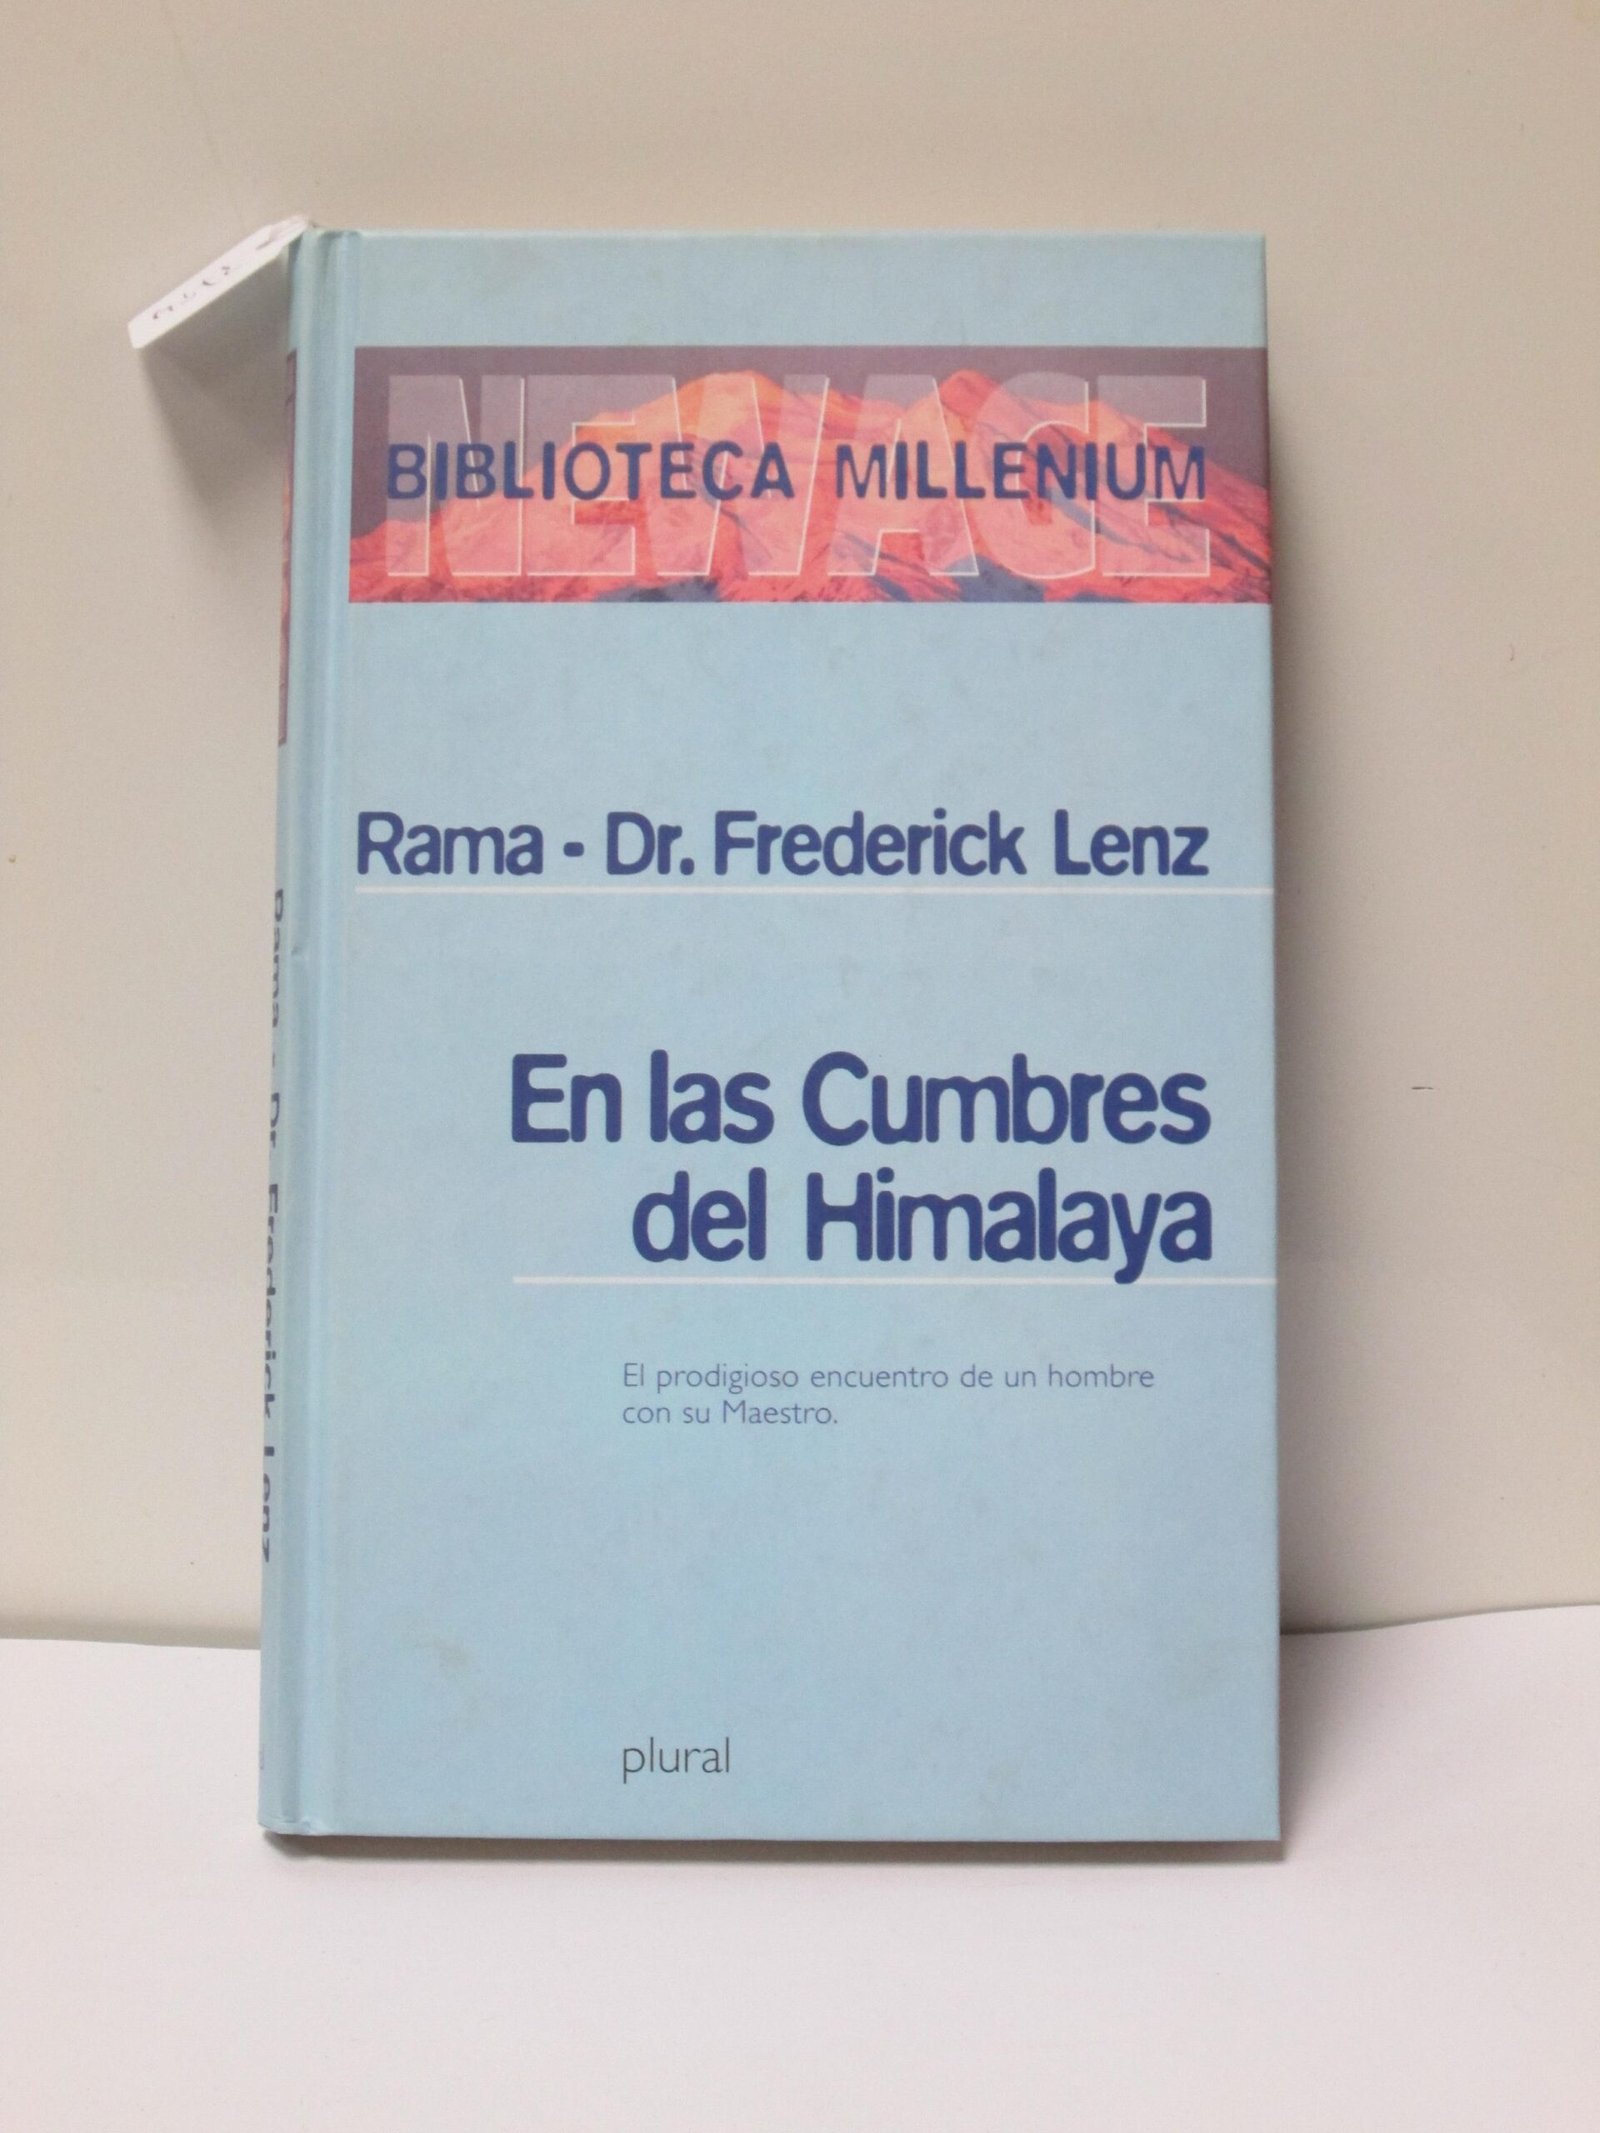 NEW AGE
BIBLIOTECA MILLENIUM
Rama - Dr. Frederick Lenz
En las Cumbres
del Himalaya
El prodigioso encuentro de un hombre
con su Maestro.
plural
Rama - Dr. Frederick Lenz